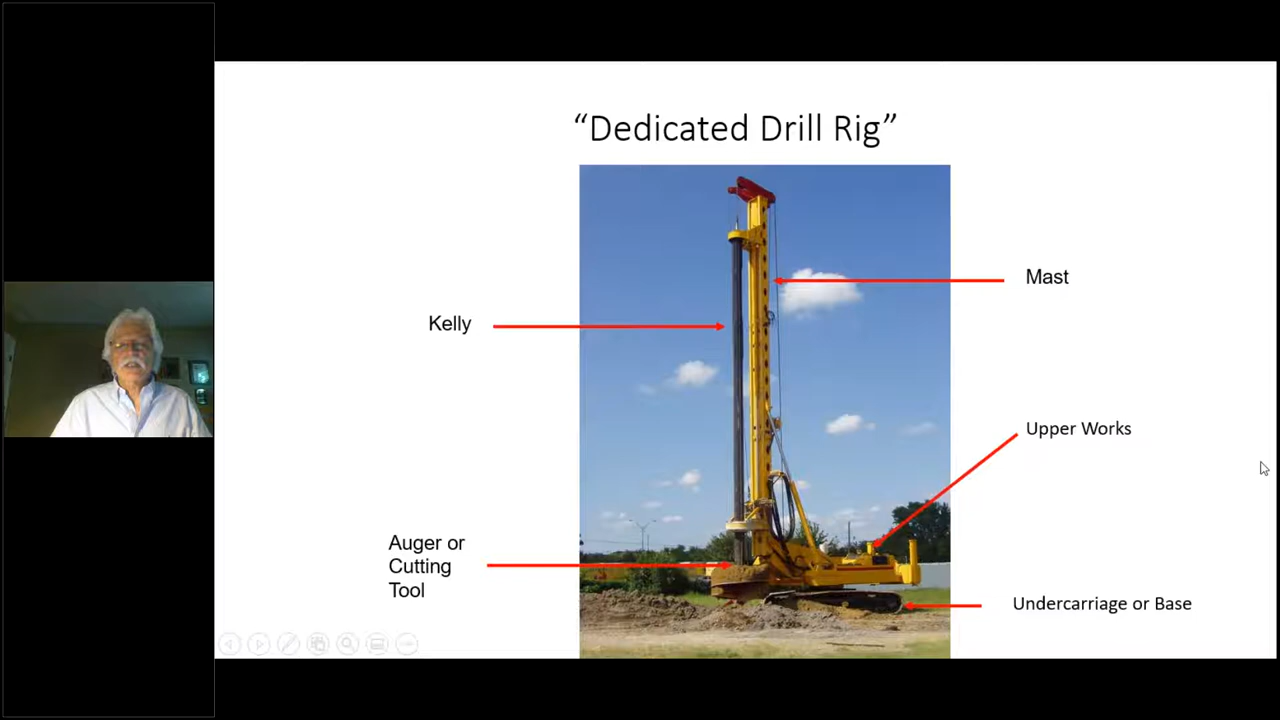 “Dedicated Drill Rig”
Mast
Kelly
Upper Works
Auger or
Cutting
Tool
Undercarriage or Base